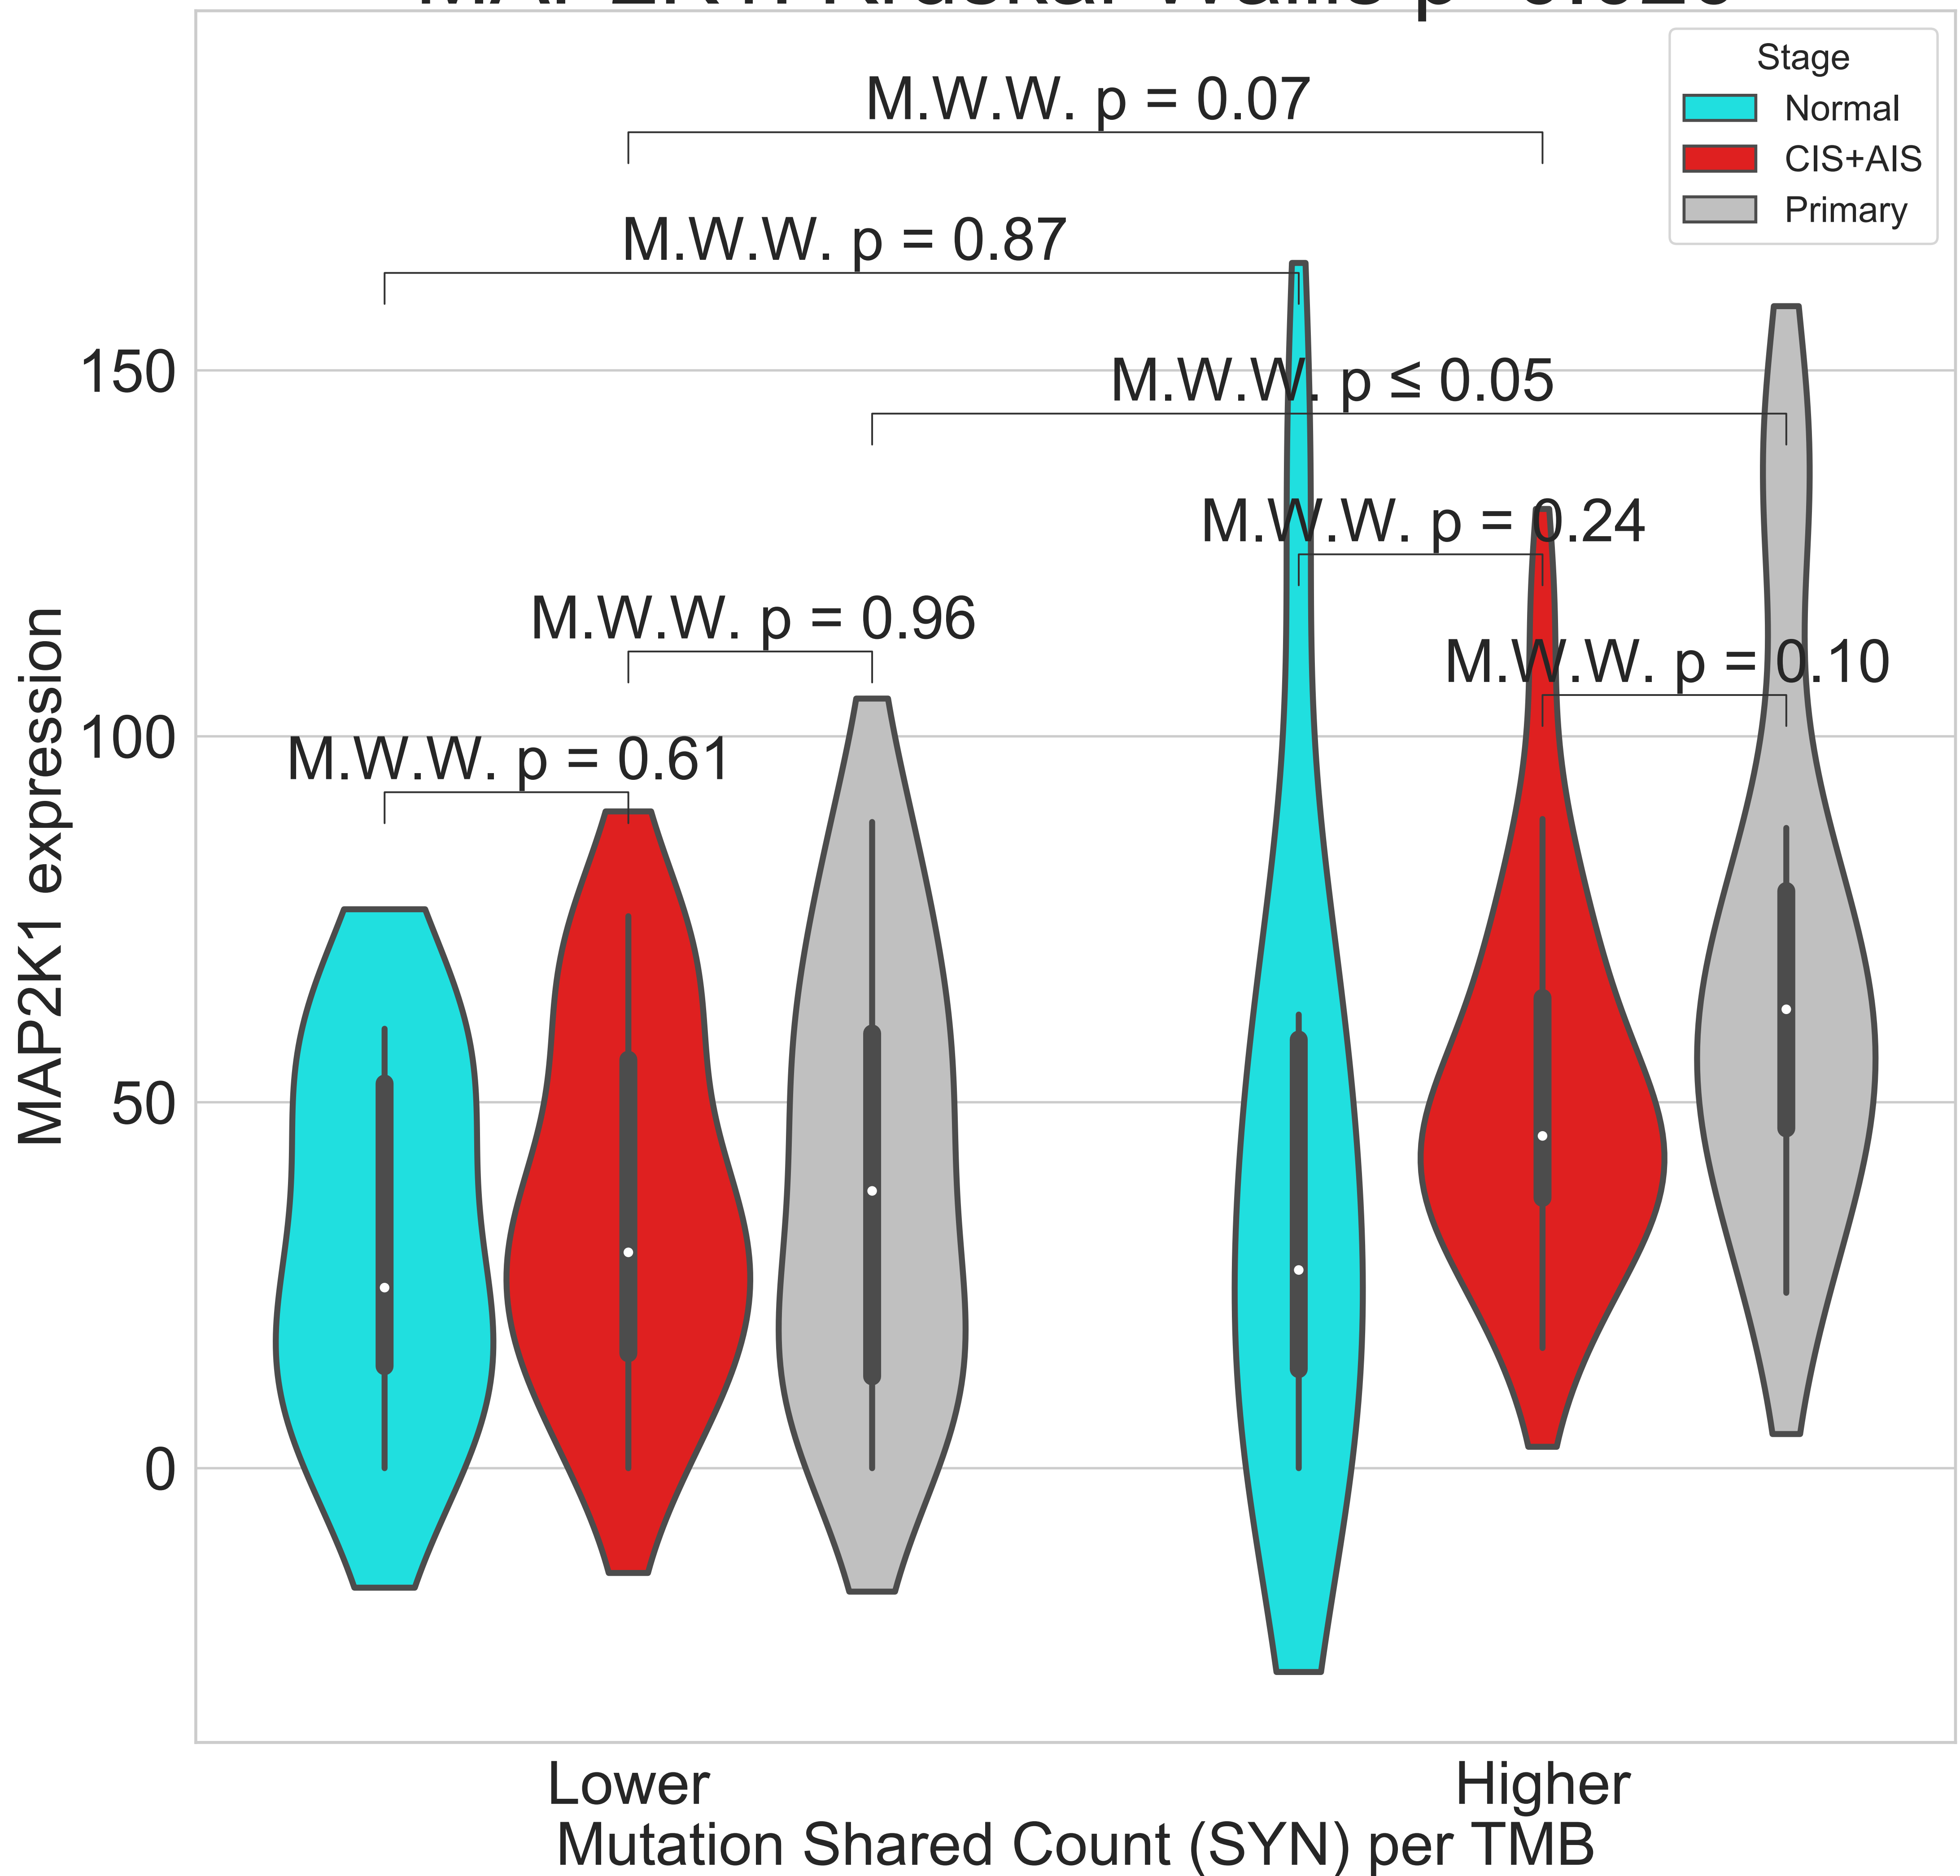 Stage
Normal
CIS+AIS
Primary
M.W.W. p = 0.07
M.W.W. p = 0.87
M.W.W. p ≤ 0.05
M.W.W. p = 0.24
M.W.W. p = 0.96
M.W.W. p = 0.10
M.W.W. p = 0.61
MAP2K1 expression
150
100
50
0
Lower
Higher
Mutation Shared Count (SYN) per TMB